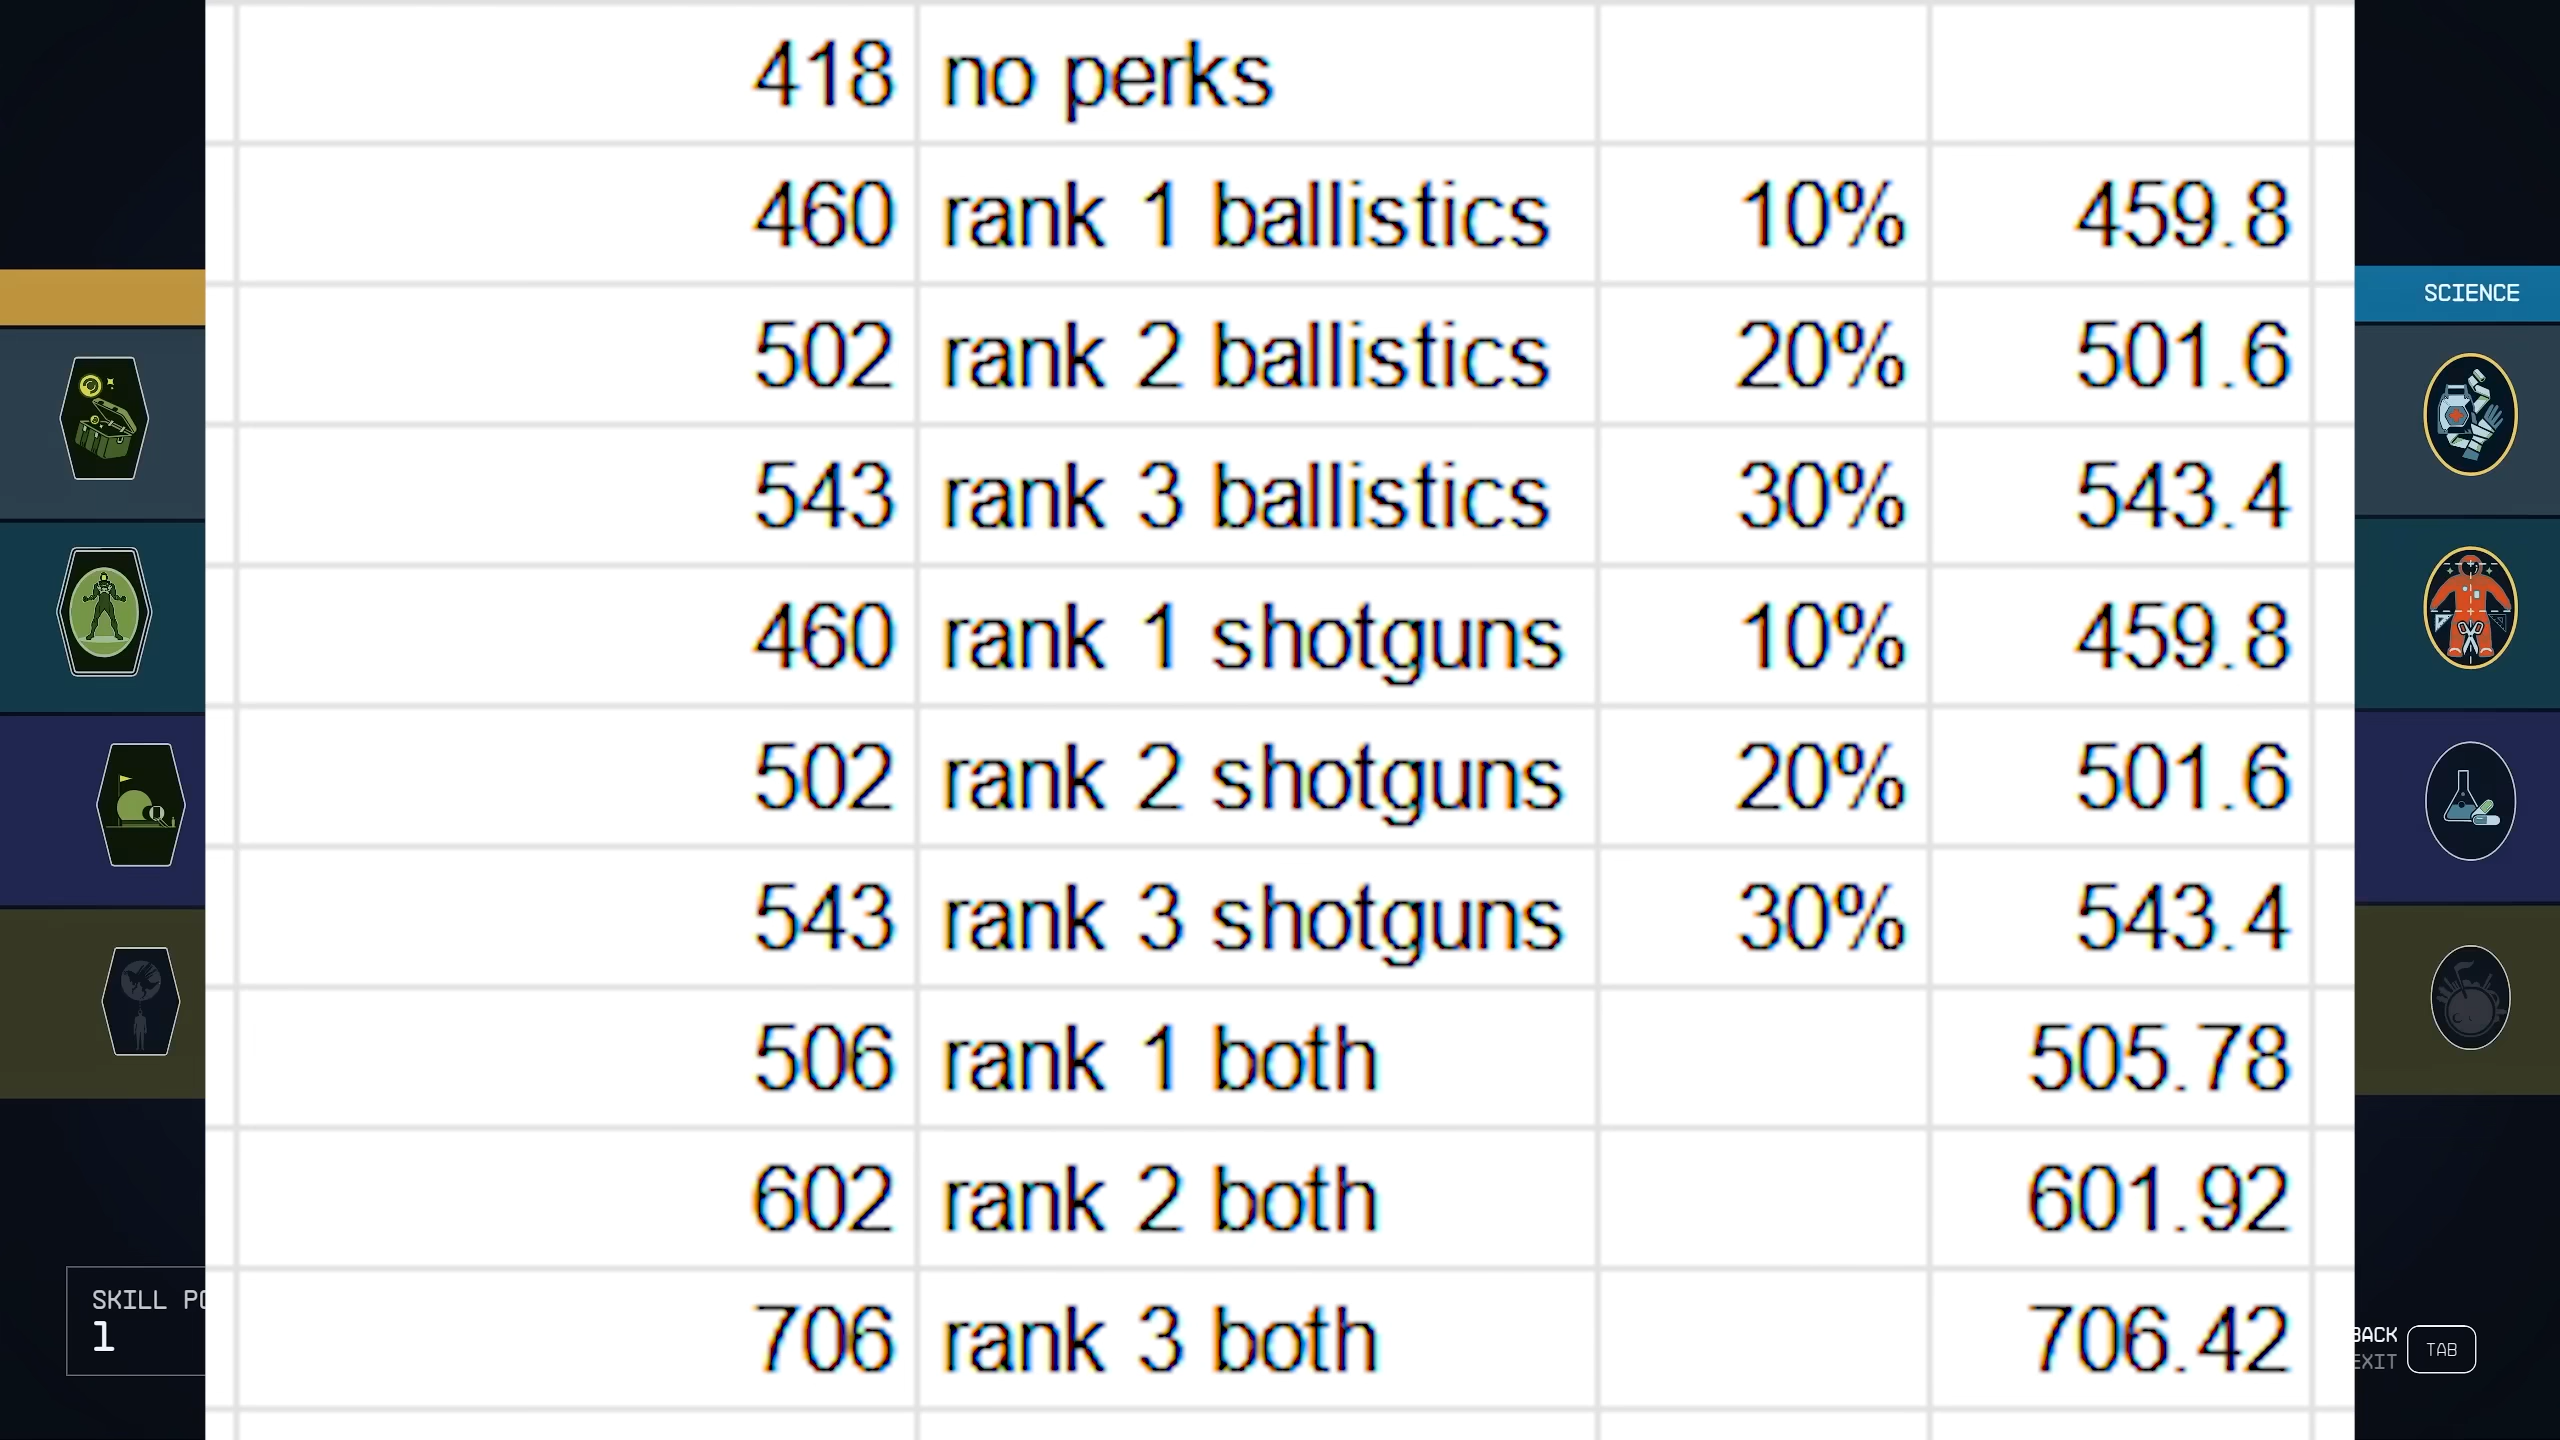 418 no perks
460 rank 1 ballistics 10% 459.8
502 rank 2 ballistics 20% 501.6
543 rank 3 ballistics 30% 543.4
460 rank 1 shotguns 10% 459.8
502 rank 2 shotguns 20% 501.6
543 rank 3 shotguns 30% 543.4
506 rank 1 both 505.78
602 rank 2 both 601.92
706 rank 3 both 706.42
SCIENCE
SKILL PO
1
BACK
EXIT
TAB